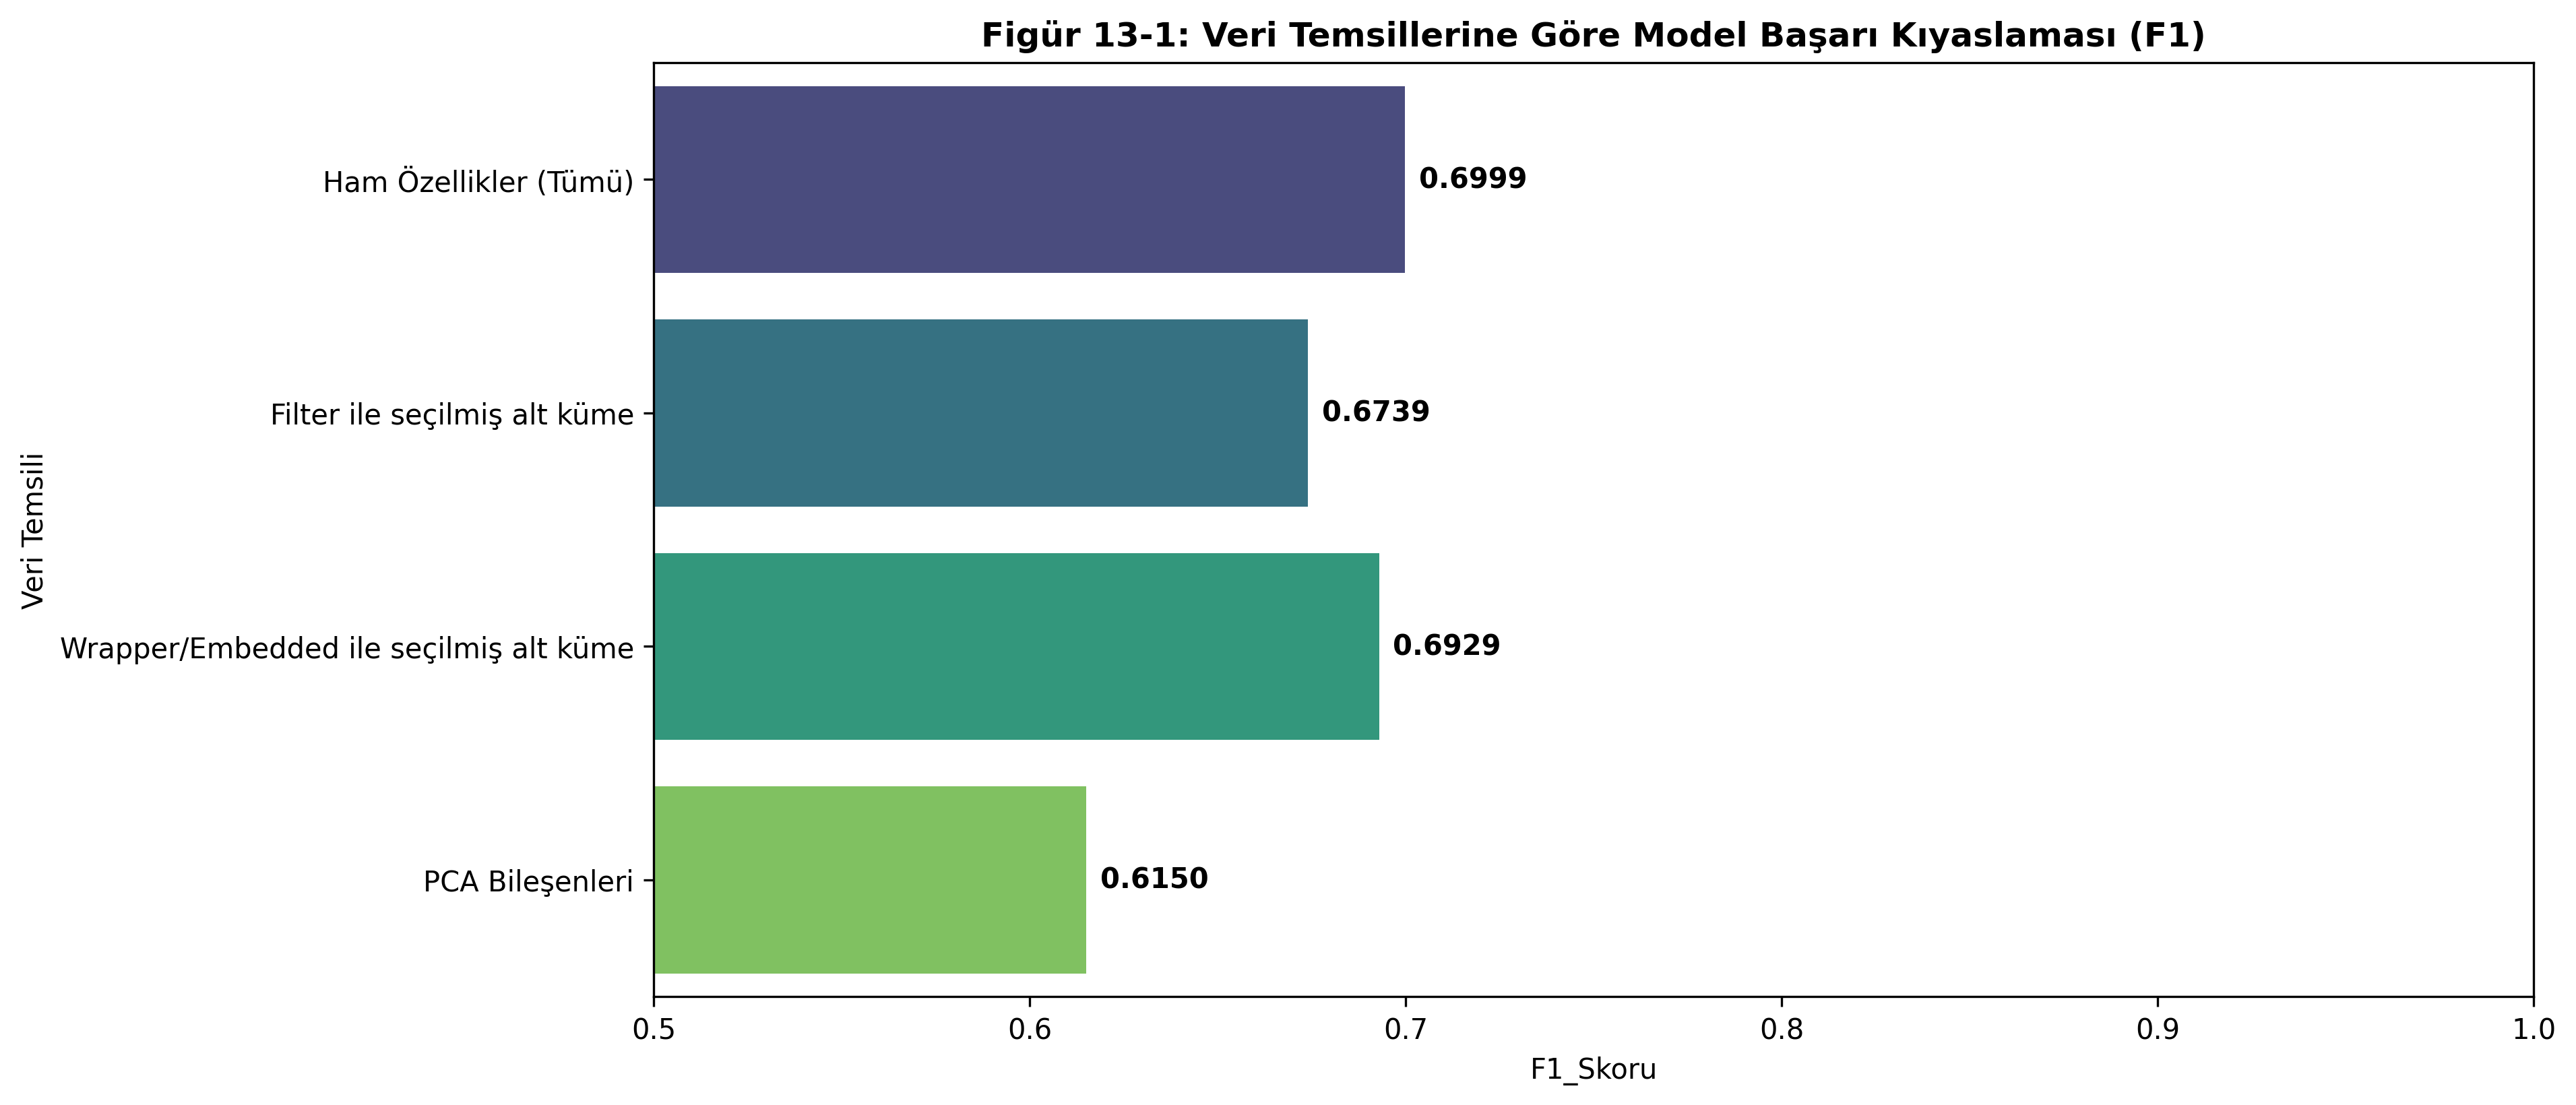 Figür 13-1: Veri Temsillerine Göre Model Başarı Kıyaslaması (F1)
Veri Temsili
Ham Özellikler (Tümü)
0.6999
Filter ile seçilmiş alt küme
0.6739
Wrapper/Embedded ile seçilmiş alt küme
0.6929
PCA Bileşenleri
0.6150
0.5 0.6 0.7 0.8 0.9 1.0
F1_Skoru